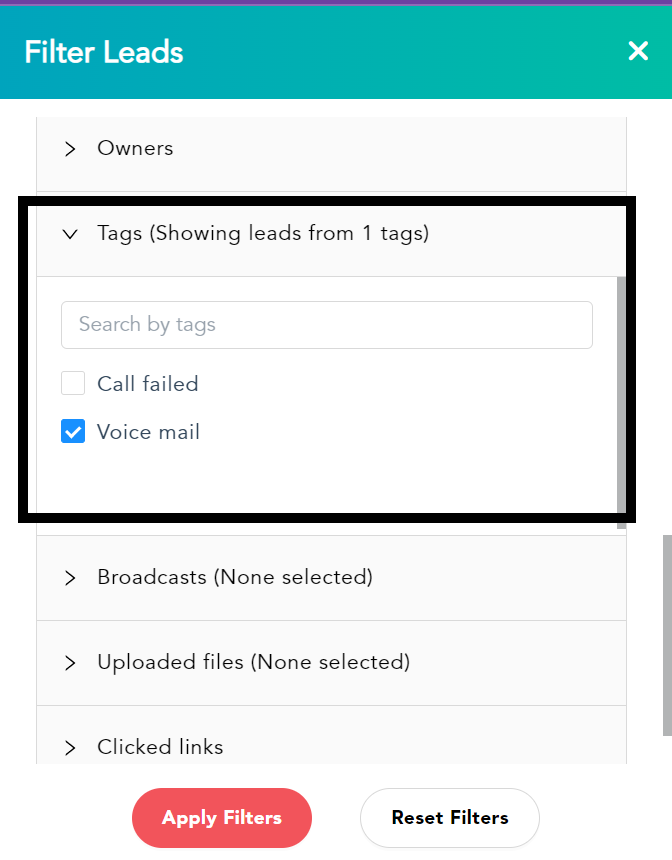 Filter Leads
Owners
Tags (Showing leads from 1 tags)
Search by tags
Call failed
Voice mail
Broadcasts (None selected)
Uploaded files (None selected)
Clicked links
Apply Filters
Reset Filters